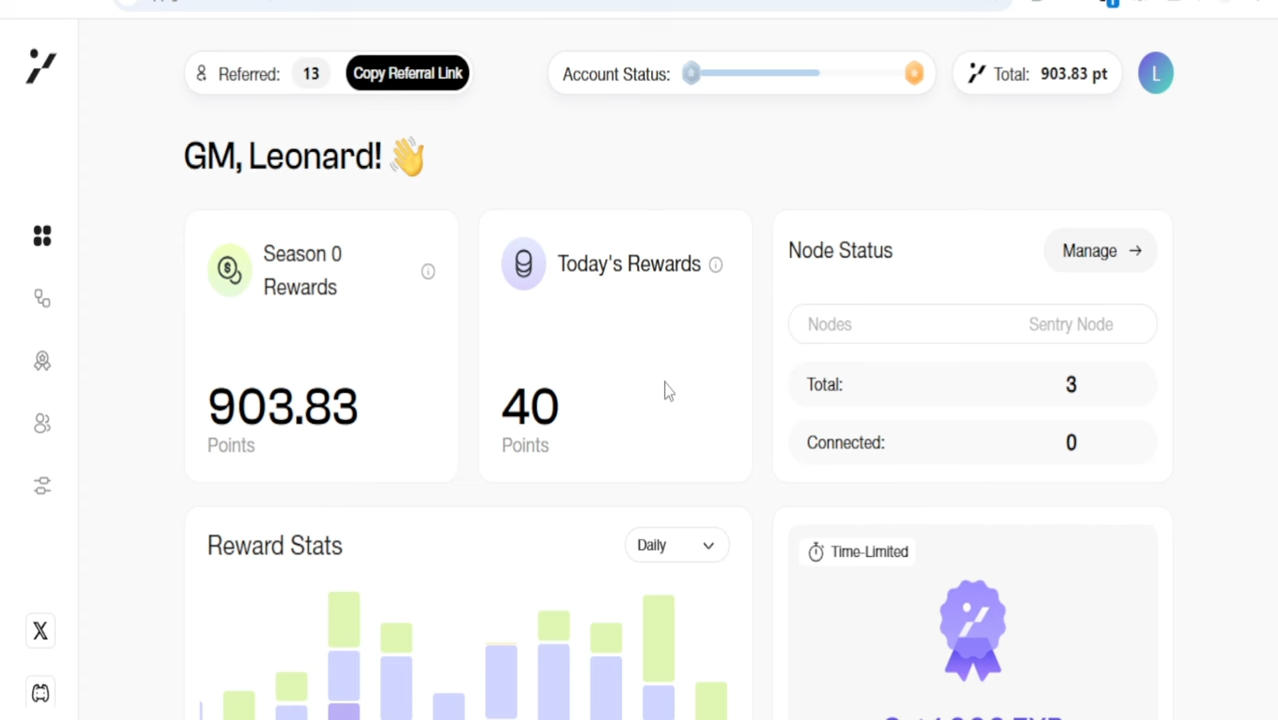 Referred: 13 Copy Referral Link
Account Status:
Total: 903.83 pt
L
GM, Leonard! 👋
Season 0
Rewards
903.83
Points
Today's Rewards
40
Points
Node Status
Manage →
Nodes Sentry Node
Total: 3
Connected: 0
Reward Stats
Daily
Time-Limited